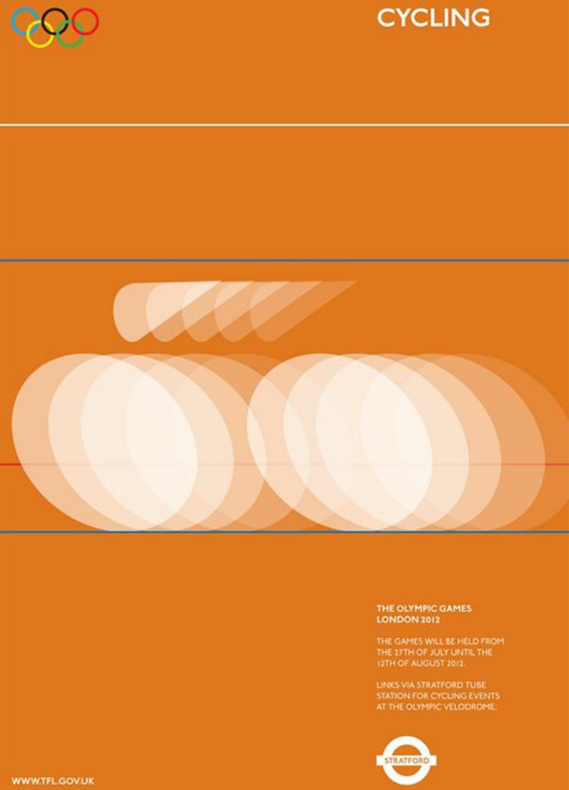 CYCLING
THE OLYMPIC GAMES
LONDON 2012
THE GAMES WILL BE HELD FROM
THE 27TH OF JULY UNTIL THE
12TH OF AUGUST 2012.
LINKS VIA STRATFORD TUBE
STATION FOR CYCLING EVENTS
AT THE OLYMPIC VELODROME.
STRATFORD
WWW.TFL.GOV.UK